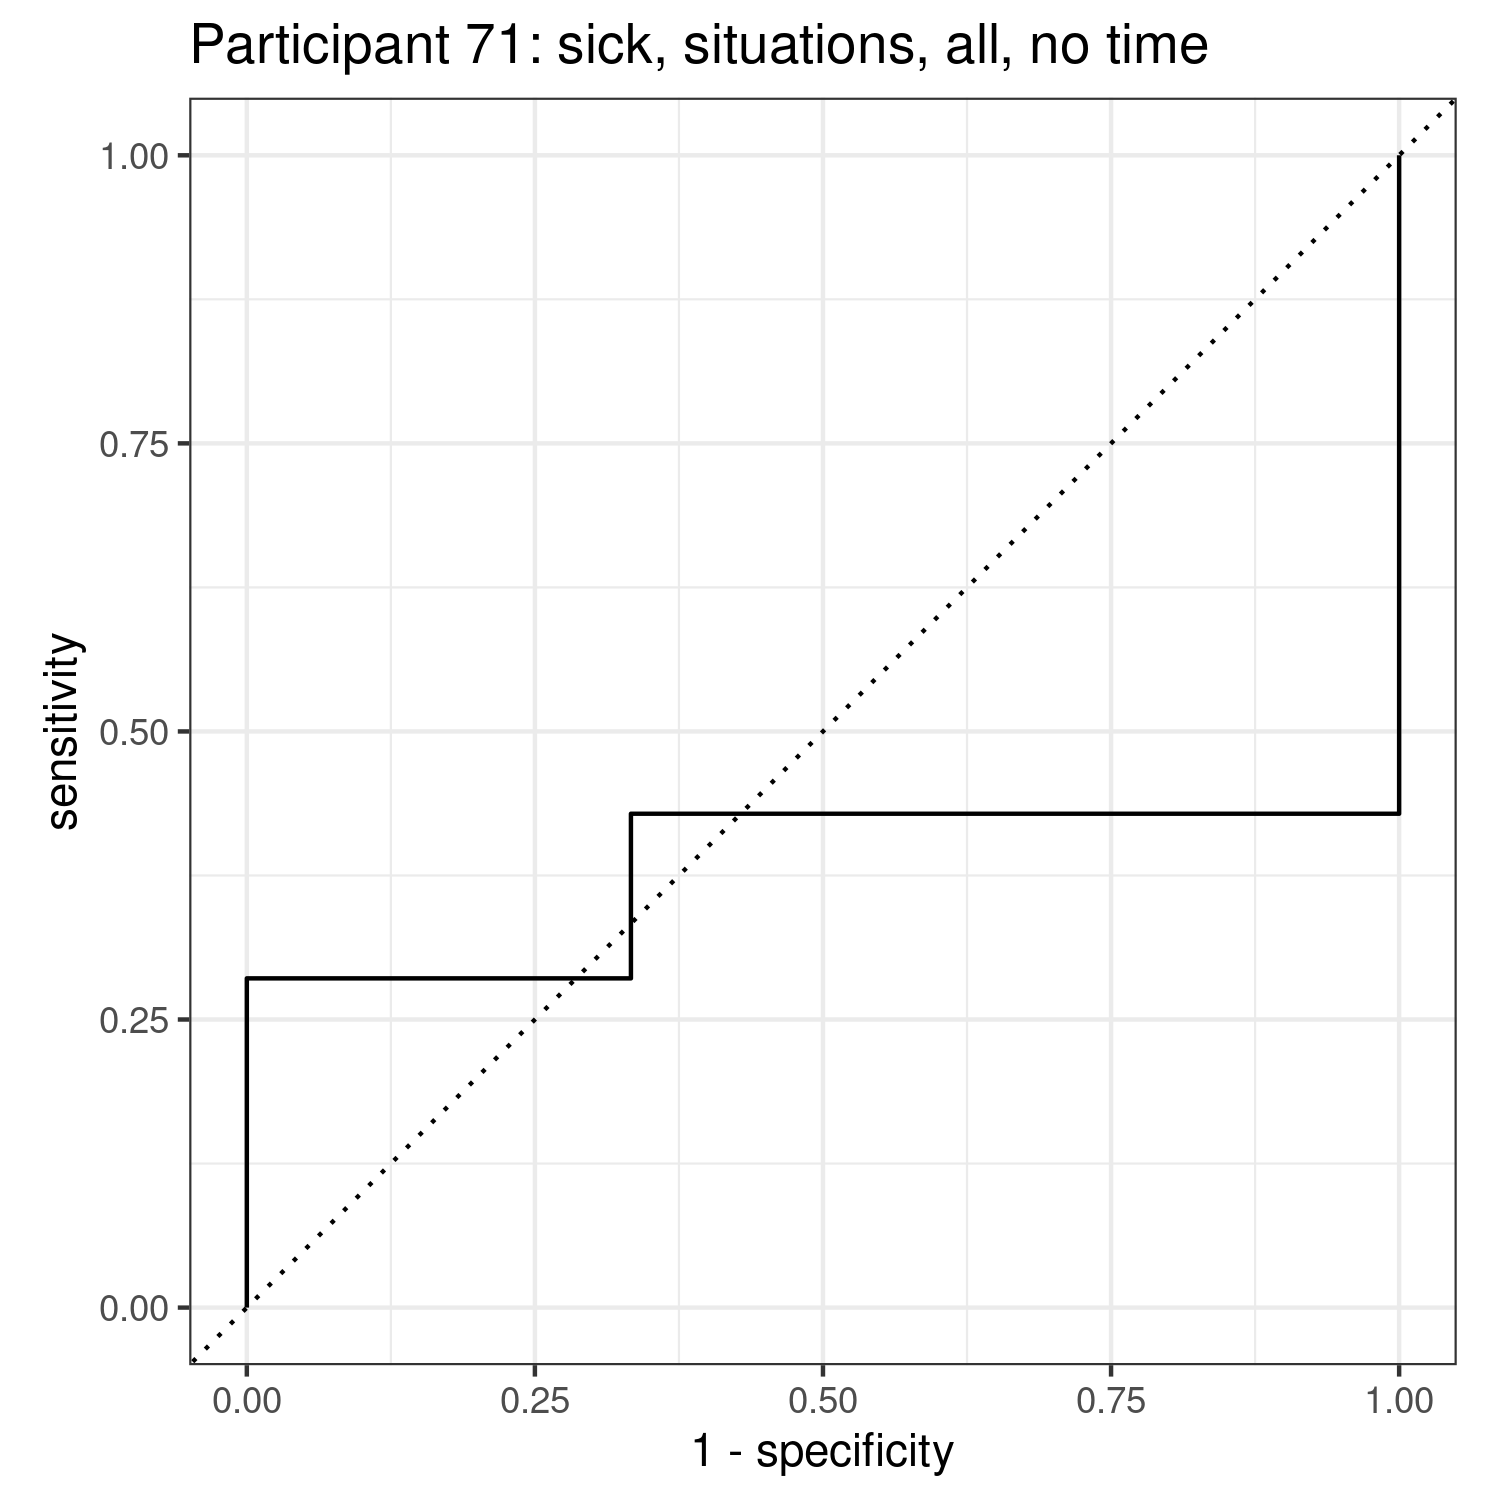 Participant 71: sick, situations, all, no time
1.00
0.75
0.50
0.25
0.00
sensitivity
0.00 0.25 0.50 0.75 1.00
1 - specificity